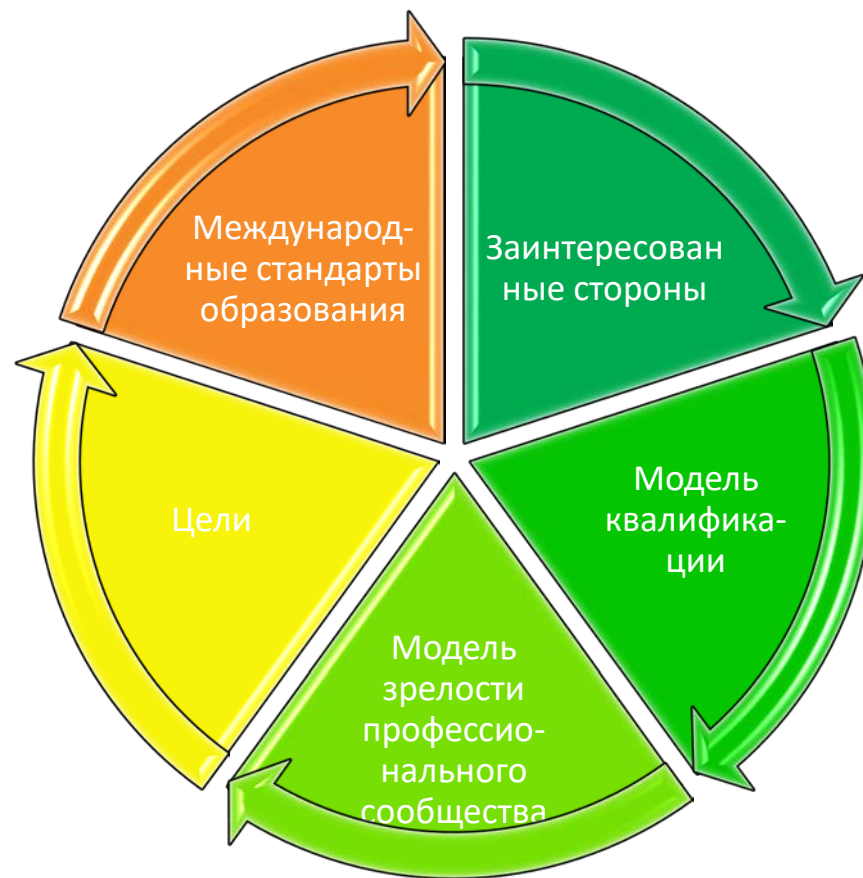 Международ-
ные стандарты
образования
Заинтересован
ные стороны
Модель
квалифика-
ции
Модель
зрелости
профессио-
нального
сообщества
Цели